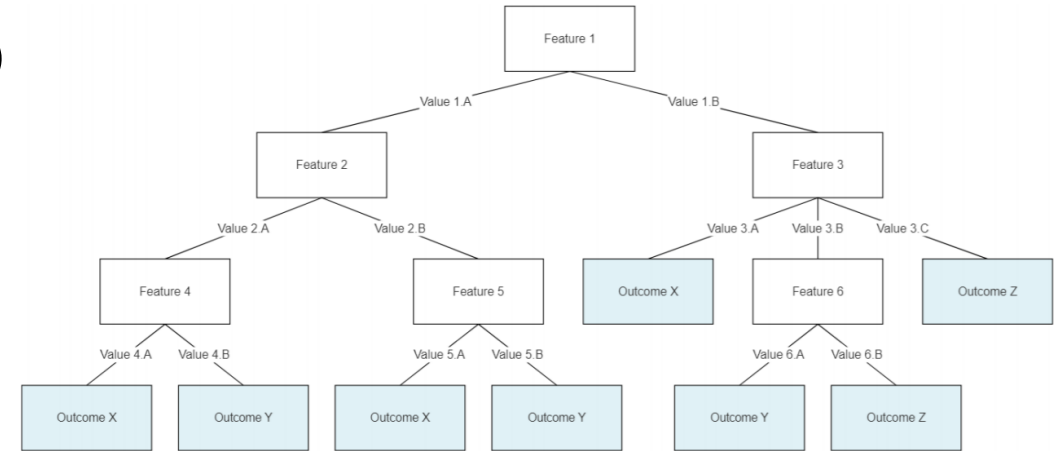 Feature 1
Value 1.A
Value 1.B
Feature 2
Feature 3
Value 2.A
Value 2.B
Value 3.A
Value 3.B
Value 3.C
Feature 4
Feature 5
Outcome X
Feature 6
Outcome Z
Value 4.A
Value 4.B
Value 5.A
Value 5.B
Value 6.A
Value 6.B
Outcome X
Outcome Y
Outcome X
Outcome Y
Outcome Y
Outcome Z